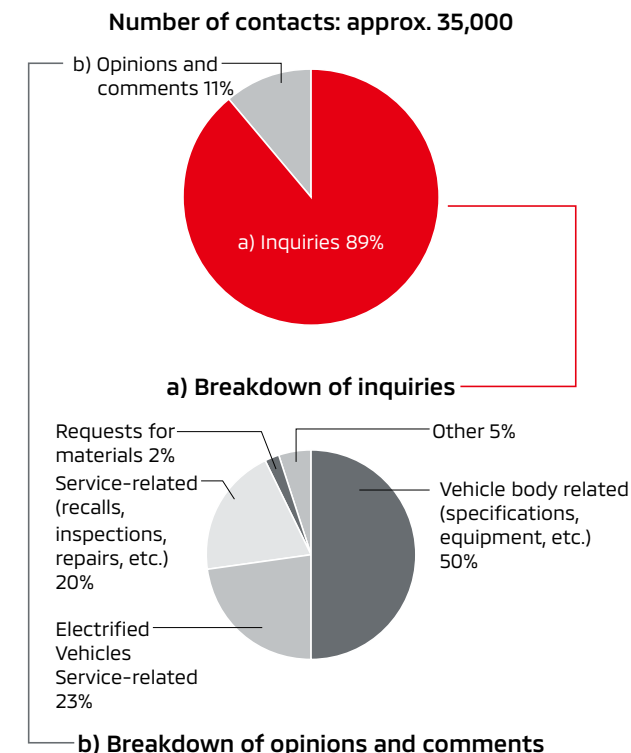 Number of contacts: approx. 35,000
b) Opinions and
comments 11%
a) Inquiries 89%
a) Breakdown of inquiries
Requests for
materials 2%
Other 5%
Service-related
(recalls,
inspections,
repairs, etc.)
20%
Vehicle body related
(specifications,
equipment, etc.)
50%
Electrified
Vehicles
Service-related
23%
b) Breakdown of opinions and comments